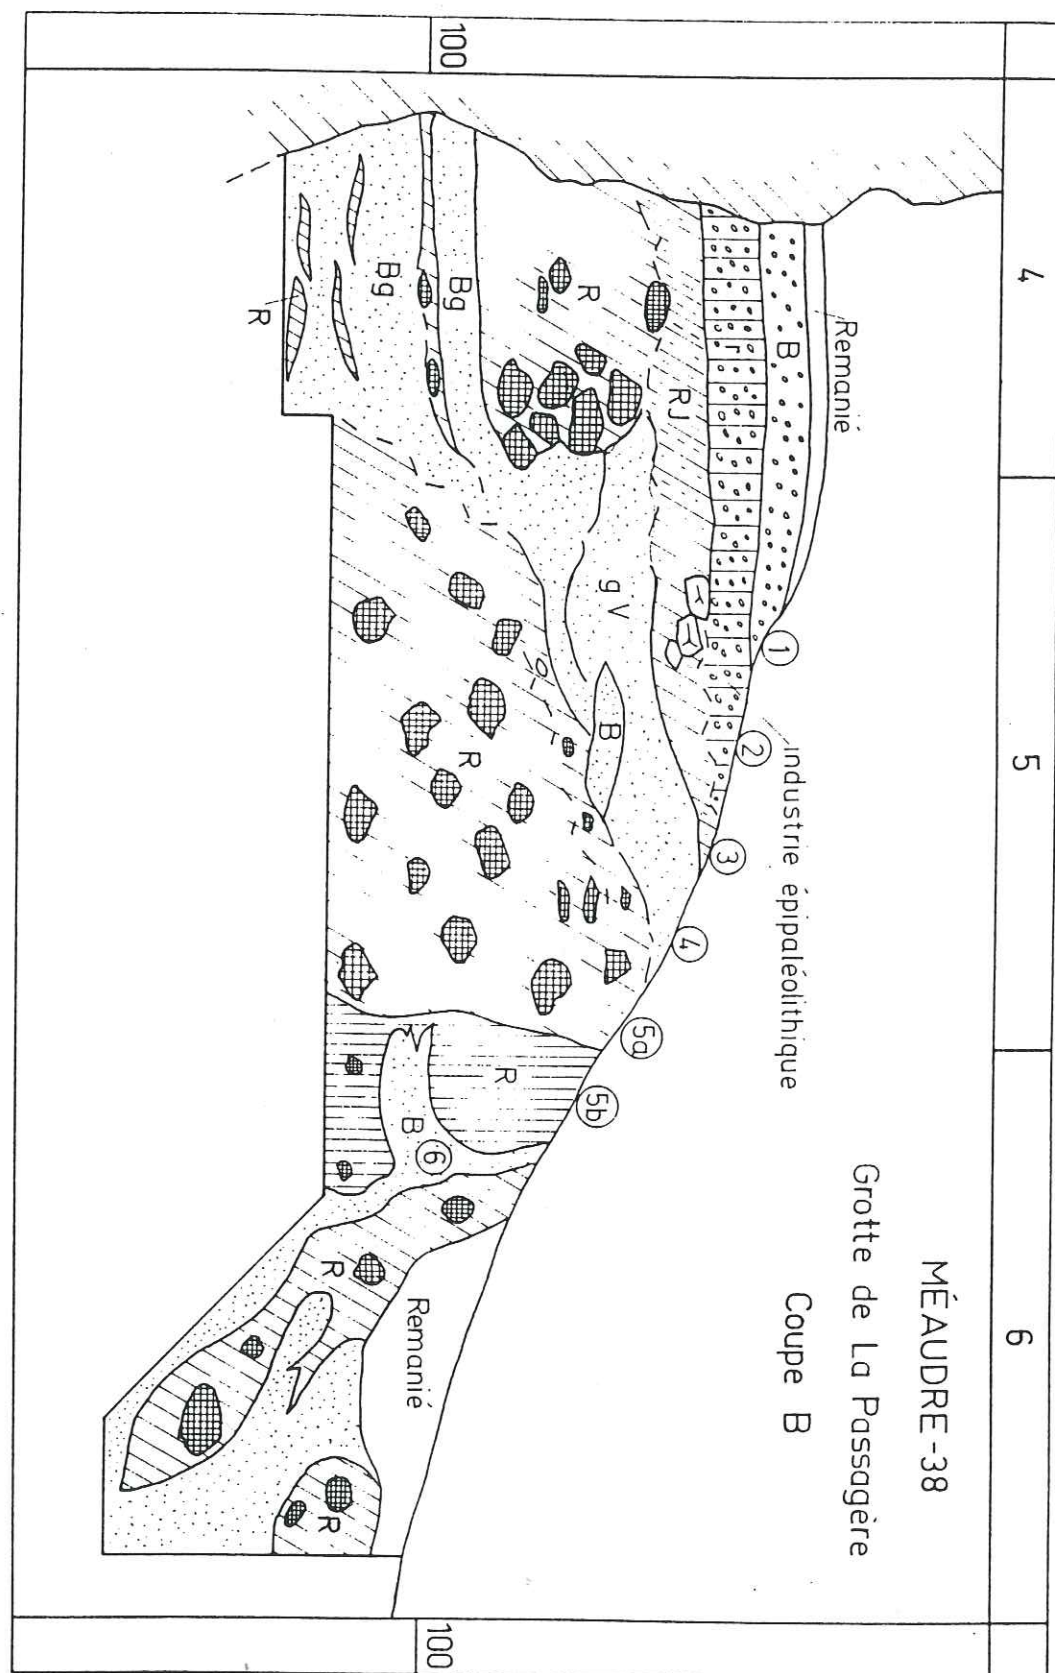 4
5
6
100
100
MÉAUDRE-38
Grotte de La Passagère
Coupe B
Remanié
B
r
RJ
R
Bg
Bg
R
gV
B
R
industrie épipaléolithique
1
2
3
4
5a
5b
R
B
6
R
Remanié
R